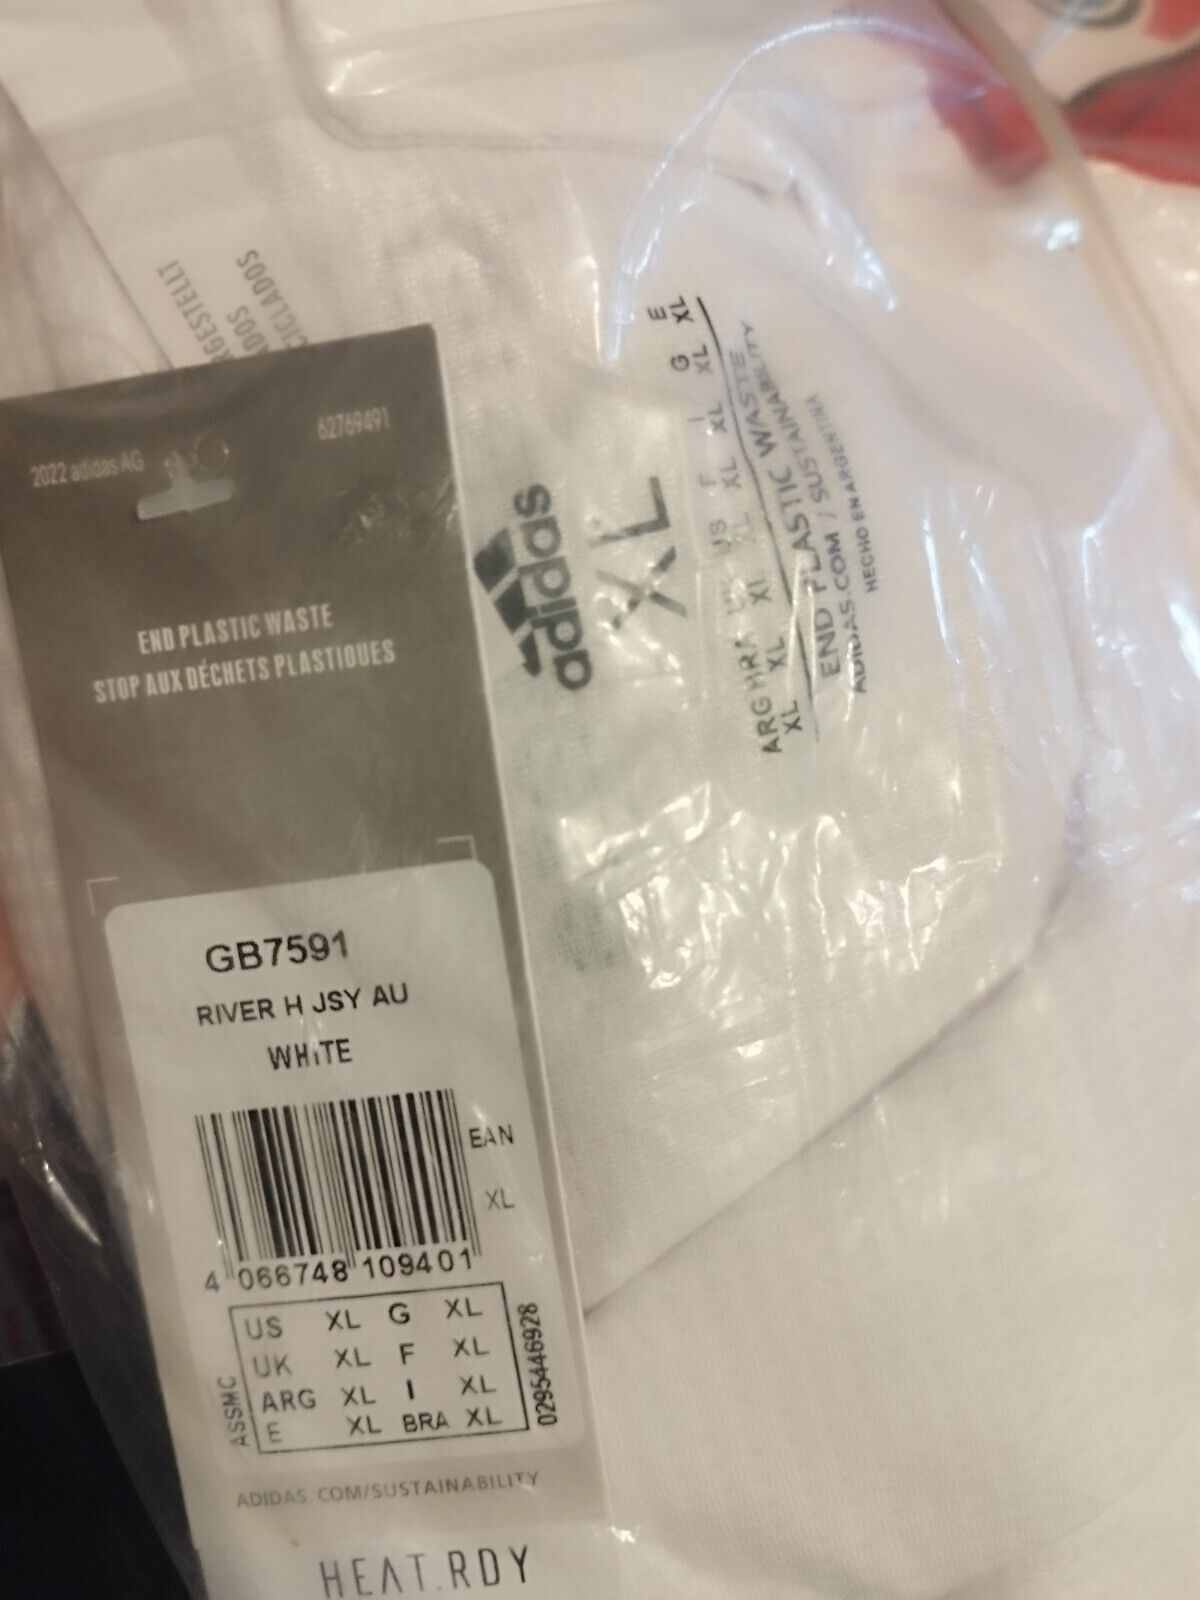 RGESTELLT
ADOS
CICLADOS
2022 adidas AG
62769491
END PLASTIC WASTE
STOP AUX DÉCHETS PLASTIQUES
GB7591
RIVER H JSY AU
WHITE
EAN
XL
4 066748 109401
US XL G XL
UK XL F XL
ARG XL I XL
E XL BRA XL
ASSMC
0295446928
ADIDAS.COM/SUSTAINABILITY
HEAT.RDY
adidas
XL
ARG HRA US F I G E
XL XL XL XL XL XL XL XL
END PLASTIC WASTE
ADIDAS.COM / SUSTAINABILITY
HECHO EN ARGENTINA